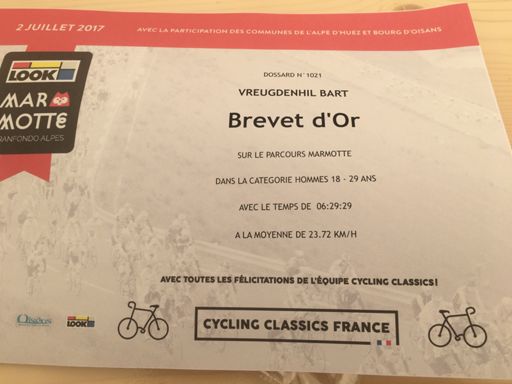 2 JUILLET 2017
AVEC LA PARTICIPATION DES COMMUNES DE L'ALPE D'HUEZ ET BOURG D'OISANS
LOOK
MAR
MOTTE
GRANFONDO ALPES
DOSSARD N°1021
VREUGDENHIL BART
Brevet d'Or
SUR LE PARCOURS MARMOTTE
DANS LA CATEGORIE HOMMES 18 - 29 ANS
AVEC LE TEMPS DE 06:29:29
A LA MOYENNE DE 23.72 KM/H
AVEC TOUTES LES FÉLICITATIONS DE L'ÉQUIPE CYCLING CLASSICS!
Oisans
LOOK
CYCLING CLASSICS FRANCE